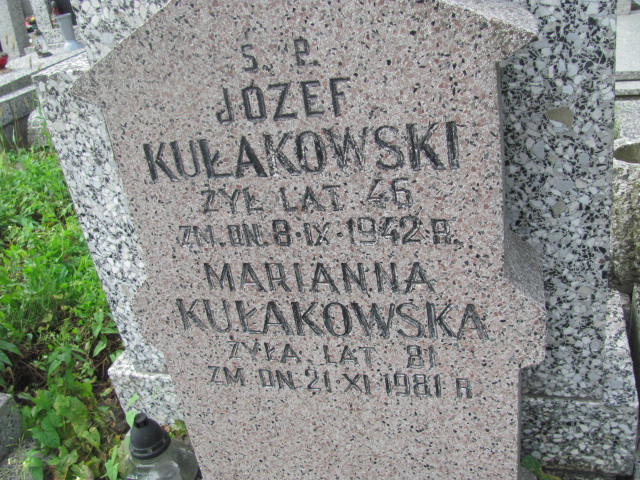 Ś. P.
JÓZEF
KUŁAKOWSKI
ŻYŁ LAT 46
ZM. DN. 8·IX·1942·R.
MARIANNA
KUŁAKOWSKA
ŻYŁA LAT 81
ZM DN 21·XI·1981 R